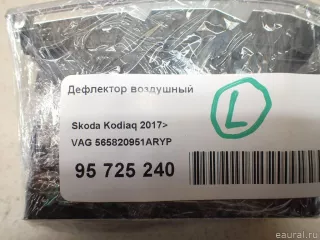 Дефлектор воздушный
L
Skoda Kodiaq 2017>
VAG 565820951ARYP
95 725 240
eaural.ru